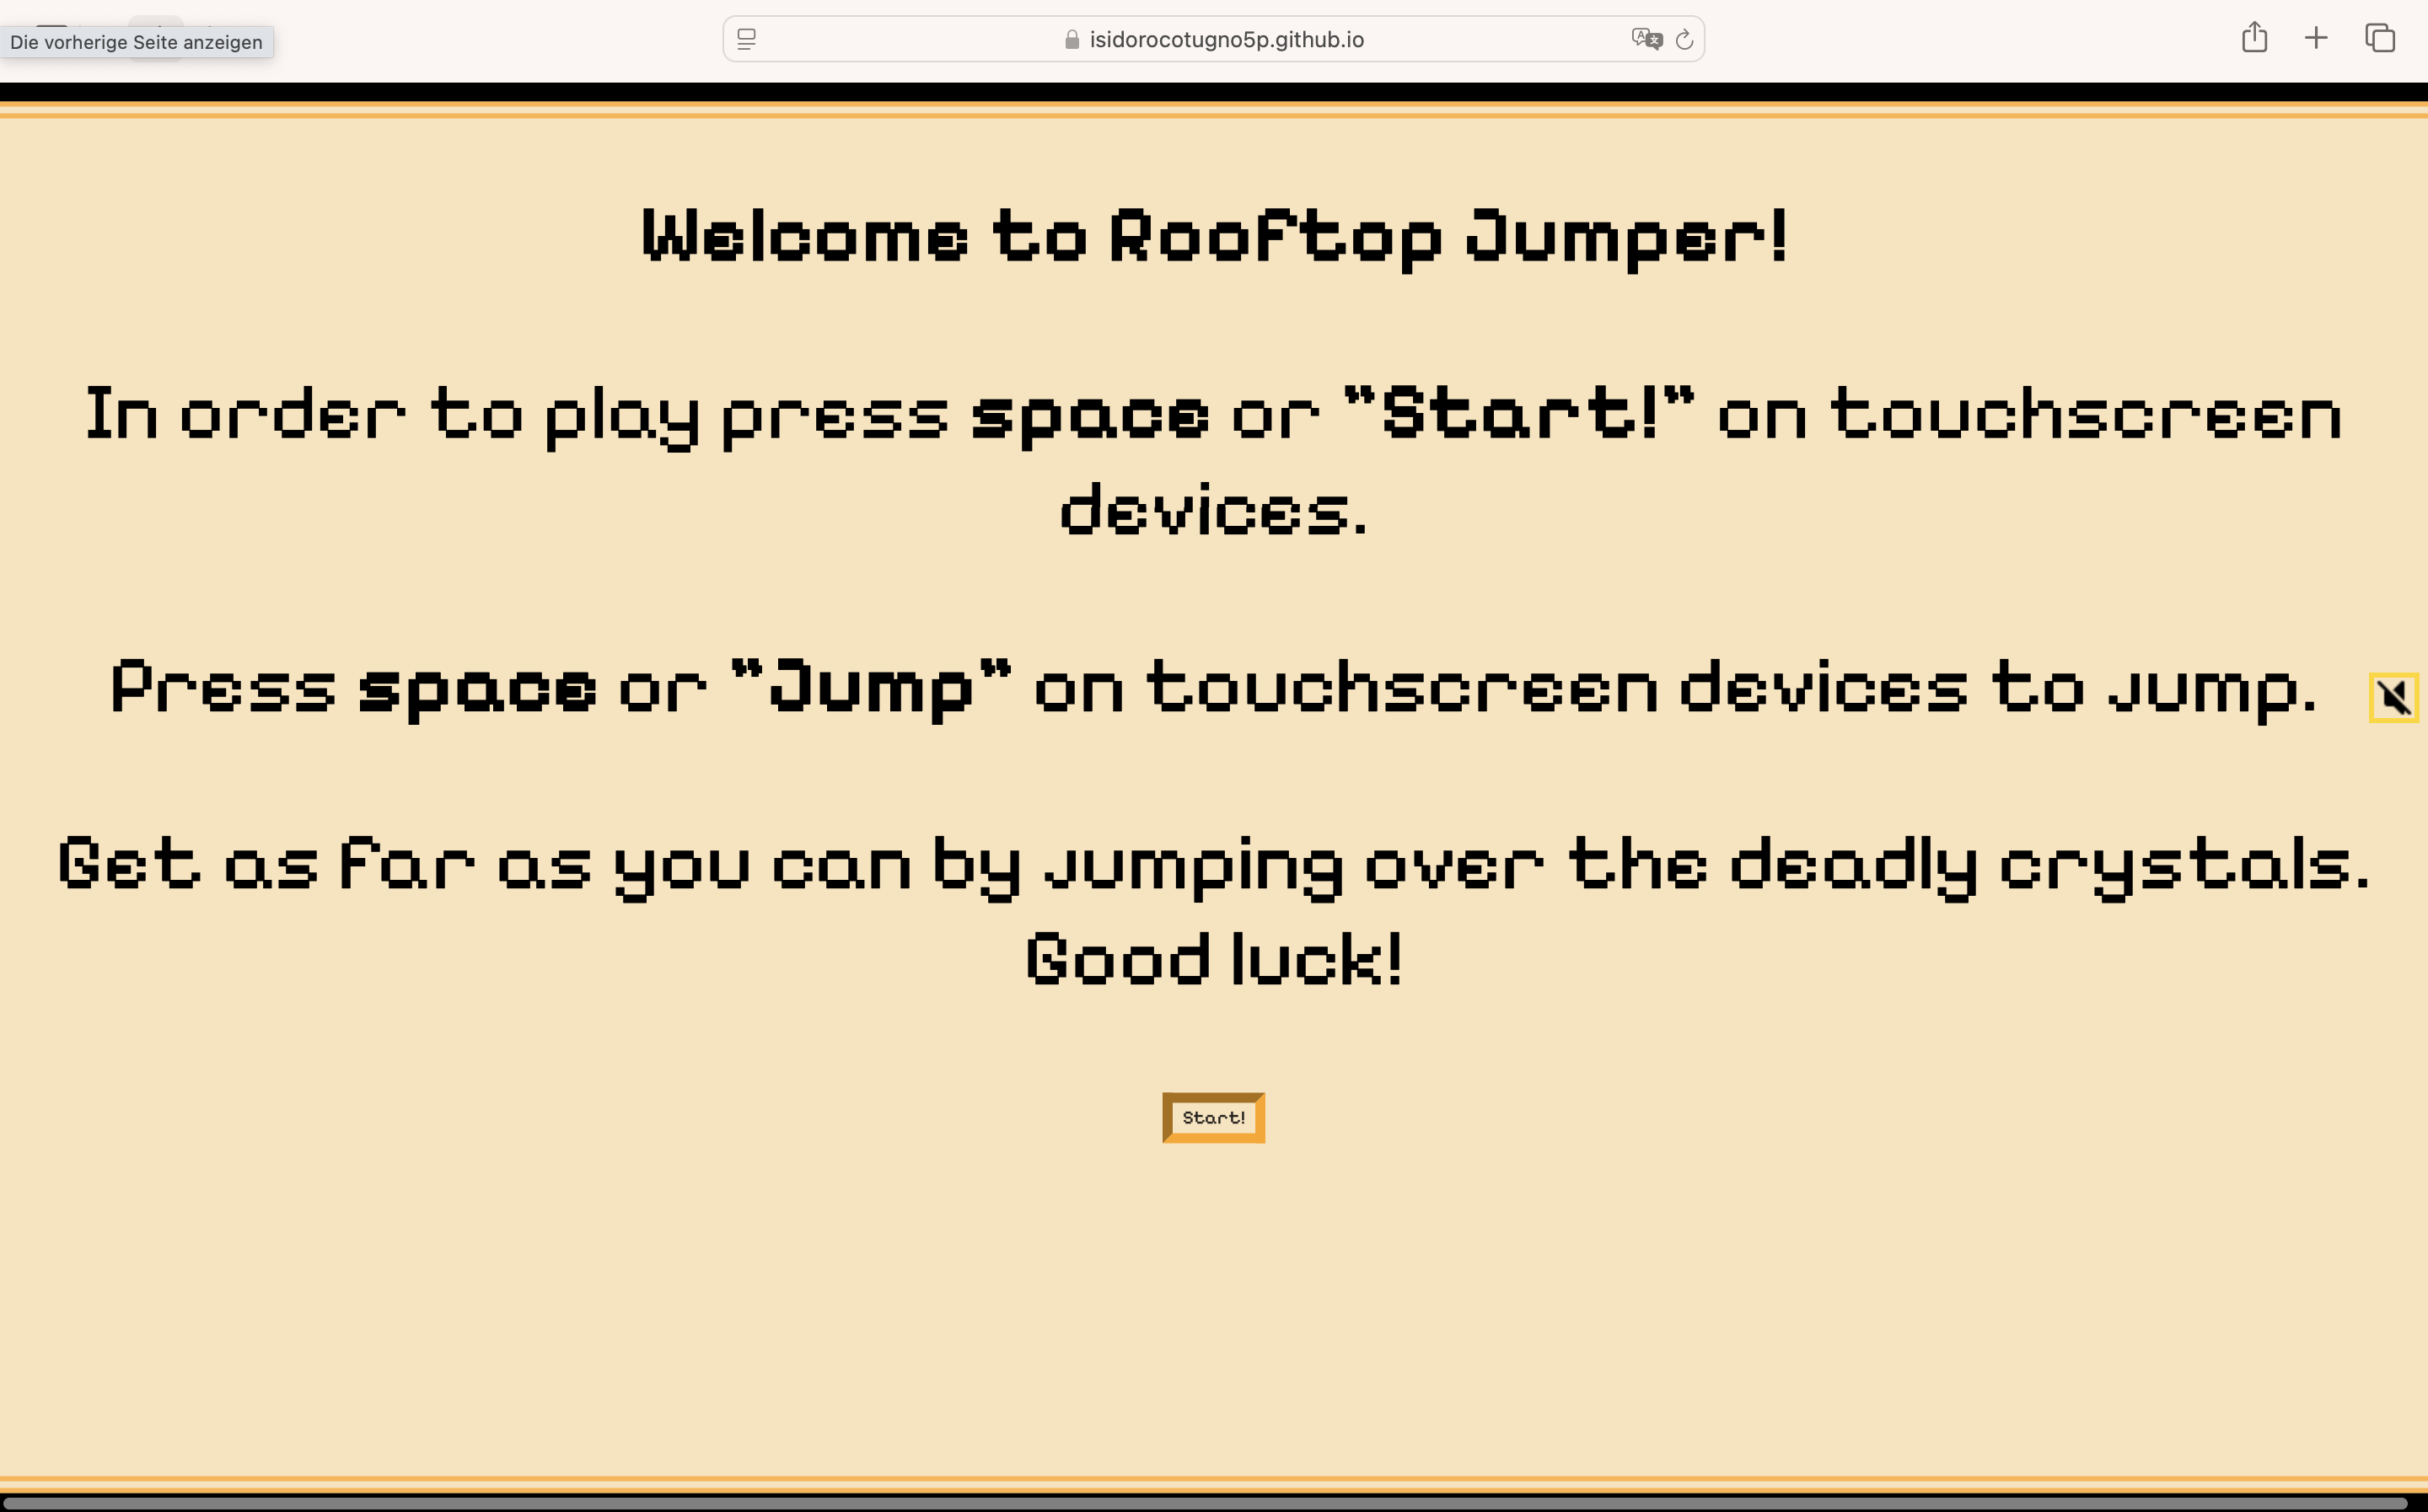 Die vorherige Seite anzeigen
isidorocotugno5p.github.io
Welcome to Rooftop Jumper!
In order to play press space or "Start!" on touchscreen
devices.
Press space or "Jump" on touchscreen devices to jump.
Get as far as you can by jumping over the deadly crystals.
Good luck!
Start!